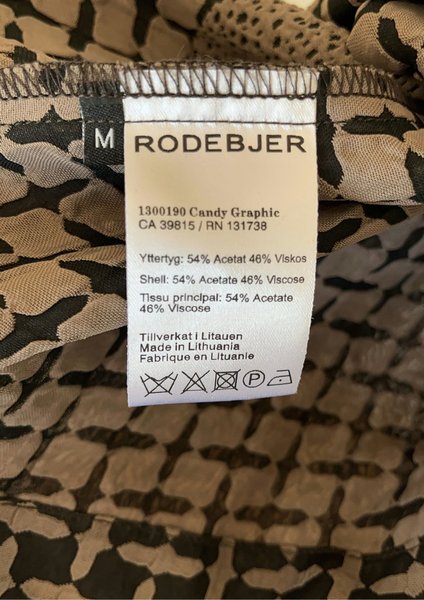 M
RODEBJER
1300190 Candy Graphic
CA 39815 / RN 131738
Yttertyg: 54% Acetat 46% Viskos
Shell: 54% Acetate 46% Viscose
Tissu principal: 54% Acetate
46% Viscose
Tillverkat i Litauen
Made in Lithuania
Fabrique en Lituanie
P